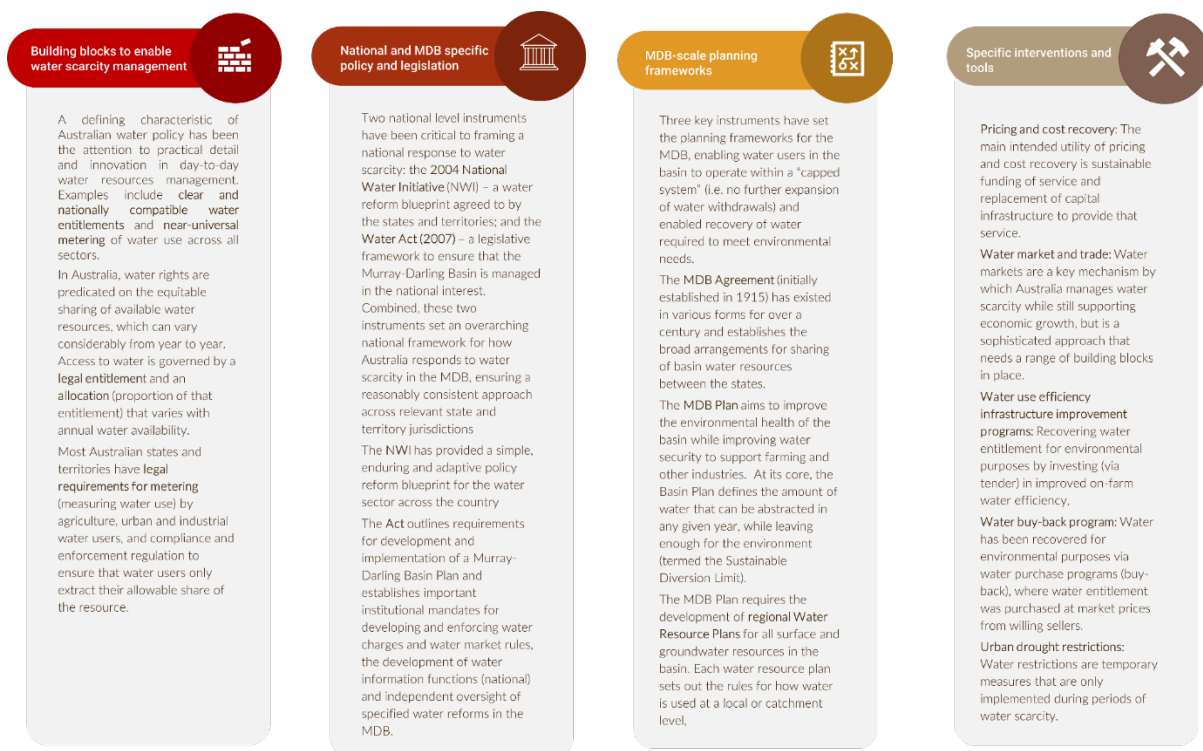 Building blocks to enable
water scarcity management
A defining characteristic of
Australian water policy has been
the attention to practical detail
and innovation in day-to-day
water resources management.
Examples include clear and
nationally compatible water
entitlements and near-universal
metering of water use across all
sectors.
In Australia, water rights are
predicated on the equitable
sharing of available water
resources, which can vary
considerably from year to year.
Access to water is governed by a
legal entitlement and an
allocation (proportion of that
entitlement) that varies with
annual water availability.
Most Australian states and
territories have legal
requirements for metering
(measuring water use) by
agriculture, urban and industrial
water users, and compliance and
enforcement regulation to
ensure that water users only
extract their allowable share of
the resource.
National and MDB specific
policy and legislation
Two national level instruments
have been critical to framing a
national response to water
scarcity: the 2004 National
Water Initiative (NWI) – a water
reform blueprint agreed to by
the states and territories; and the
Water Act (2007) – a legislative
framework to ensure that the
Murray-Darling Basin is managed
in the national interest.
Combined, these two
instruments set an overarching
national framework for how
Australia responds to water
scarcity in the MDB, ensuring a
reasonably consistent approach
across relevant state and
territory jurisdictions
The NWI has provided a simple,
enduring and adaptive policy
reform blueprint for the water
sector across the country
The Act outlines requirements
for development and
implementation of a Murray-
Darling Basin Plan and
establishes important
institutional mandates for
developing and enforcing water
charges and water market rules,
the development of water
information functions (national)
and independent oversight of
specified water reforms in the
MDB.
MDB-scale planning
frameworks
Three key instruments have set
the planning frameworks for the
MDB, enabling water users in the
basin to operate within a “capped
system” (i.e. no further expansion
of water withdrawals) and
enabled recovery of water
required to meet environmental
needs.
The MDB Agreement (initially
established in 1915) has existed
in various forms for over a
century and establishes the
broad arrangements for sharing
of basin water resources
between the states.
The MDB Plan aims to improve
the environmental health of the
basin while improving water
security to support farming and
other industries. At its core, the
Basin Plan defines the amount of
water that can be abstracted in
any given year, while leaving
enough for the environment
(termed the Sustainable
Diversion Limit).
The MDB Plan requires the
development of regional Water
Resource Plans for all surface and
groundwater resources in the
basin. Each water resource plan
sets out the rules for how water
is used at a local or catchment
level,
Specific interventions and
tools
Pricing and cost recovery: The
main intended utility of pricing
and cost recovery is sustainable
funding of service and
replacement of capital
infrastructure to provide that
service.
Water market and trade: Water
markets are a key mechanism by
which Australia manages water
scarcity while still supporting
economic growth, but is a
sophisticated approach that
needs a range of building blocks
in place.
Water use efficiency
infrastructure improvement
programs: Recovering water
entitlement for environmental
purposes by investing (via
tender) in improved on-farm
water efficiency,
Water buy-back program: Water
has been recovered for
environmental purposes via
water purchase programs (buy-
back), where water entitlement
was purchased at market prices
from willing sellers.
Urban drought restrictions:
Water restrictions are temporary
measures that are only
implemented during periods of
water scarcity.